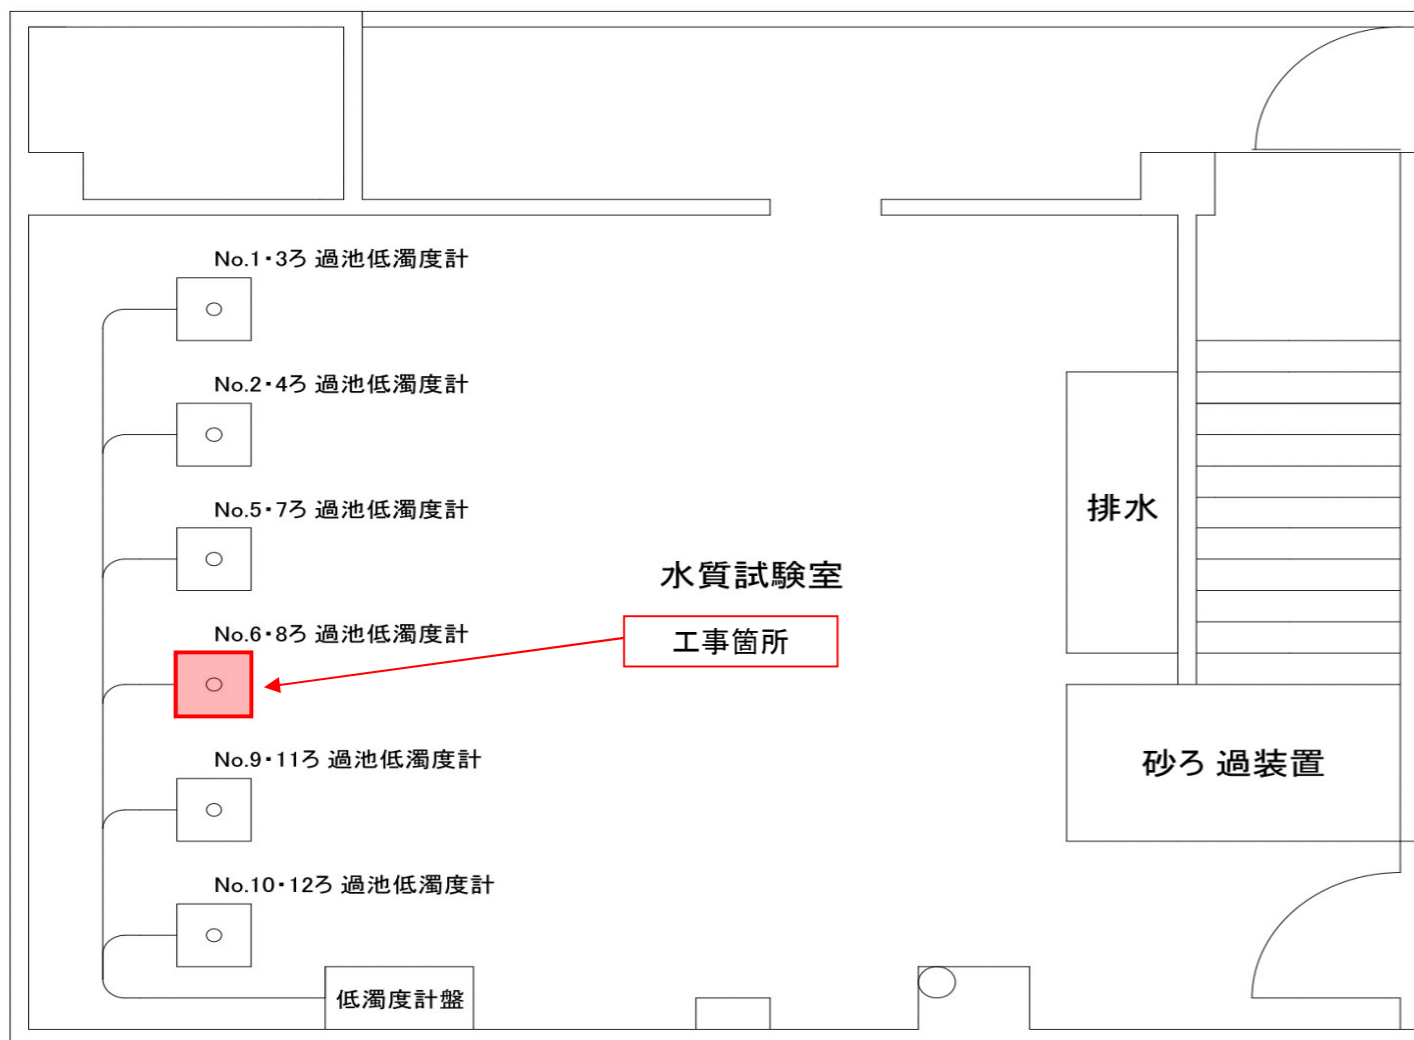 No.1・3ろ 過池低濁度計
No.2・4ろ 過池低濁度計
No.5・7ろ 過池低濁度計
排水
水質試験室
No.6・8ろ 過池低濁度計
工事箇所
No.9・11ろ 過池低濁度計
砂ろ 過装置
No.10・12ろ 過池低濁度計
低濁度計盤